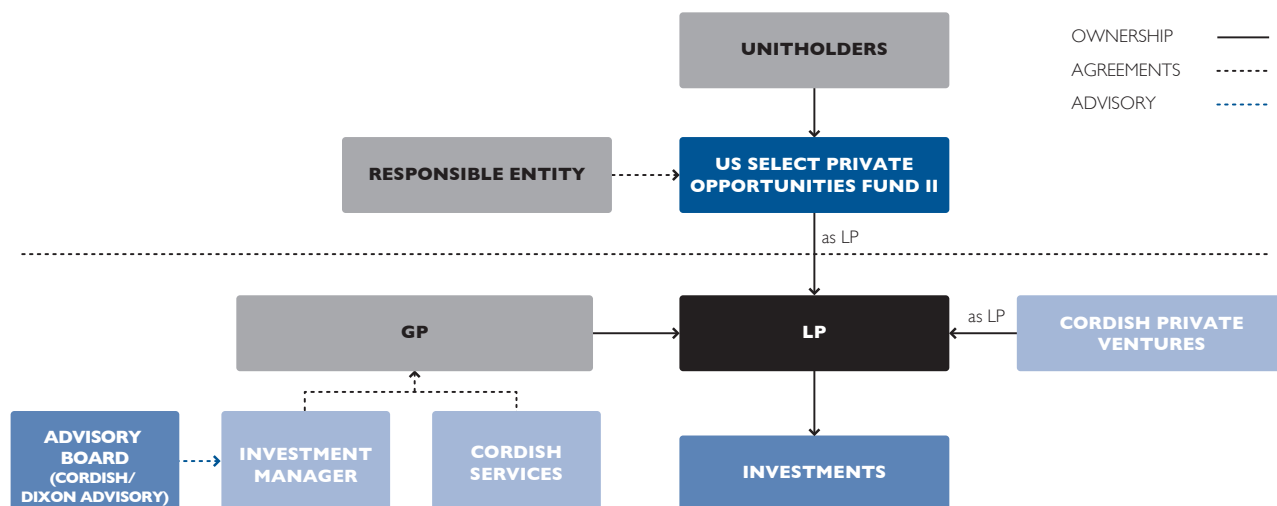 UNITHOLDERS
OWNERSHIP
AGREEMENTS
ADVISORY
RESPONSIBLE ENTITY
US SELECT PRIVATE
OPPORTUNITIES FUND II
as LP
GP
LP
as LP
CORDISH PRIVATE
VENTURES
ADVISORY
BOARD
(CORDISH/
DIXON ADVISORY)
INVESTMENT
MANAGER
CORDISH
SERVICES
INVESTMENTS